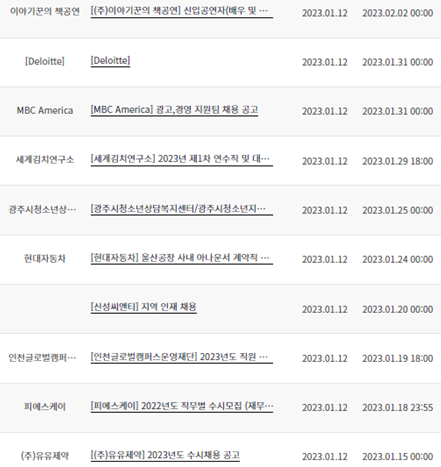 이야기꾼의 책공연 [(주)이야기꾼의 책공연] 신입공연자(배우 및 ··· 2023.01.12 2023.02.02 00:00
[Deloitte] [Deloitte] 2023.01.12 2023.01.31 00:00
MBC America [MBC America] 광고,경영 지원팀 채용 공고 2023.01.12 2023.01.31 00:00
세계김치연구소 [세계김치연구소] 2023년 제1차 연수직 및 대··· 2023.01.12 2023.01.29 18:00
광주시청소년상··· [광주시청소년상담복지센터/광주시청소년지··· 2023.01.12 2023.01.25 00:00
현대자동차 [현대자동차] 울산공장 사내 아나운서 계약직 ··· 2023.01.12 2023.01.24 00:00
[신성씨앤티] 지역 인재 채용 2023.01.12 2023.01.20 00:00
인천글로벌캠퍼··· [인천글로벌캠퍼스운영재단] 2023년도 직원 ··· 2023.01.12 2023.01.19 18:00
피에스케이 [피에스케이] 2022년도 직무별 수시모집 (재무··· 2023.01.12 2023.01.18 23:55
(주)유유제약 [(주)유유제약] 2023년도 수시채용 공고 2023.01.12 2023.01.15 00:00